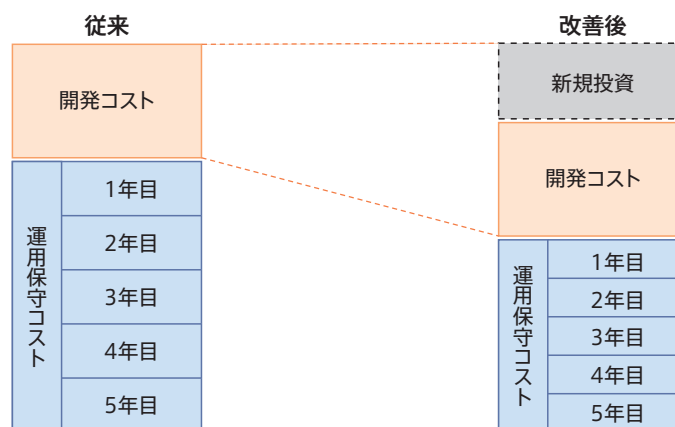 従来
開発コスト
運用保守コスト
1年目
2年目
3年目
4年目
5年目
改善後
新規投資
開発コスト
運用保守コスト
1年目
2年目
3年目
4年目
5年目